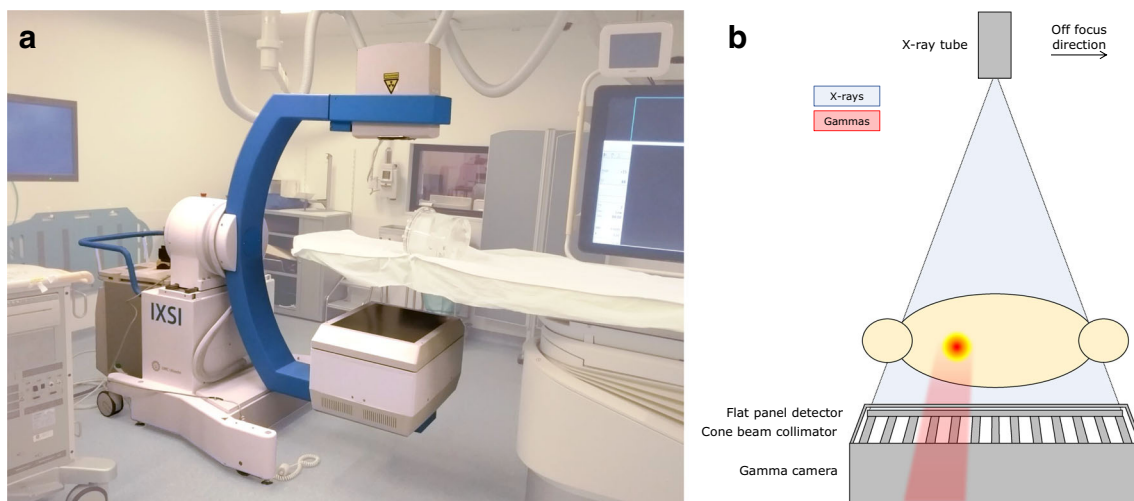 a
IXSI
b
X-ray tube
Off focus
direction
X-rays
Gammas
Flat panel detector
Cone beam collimator
Gamma camera